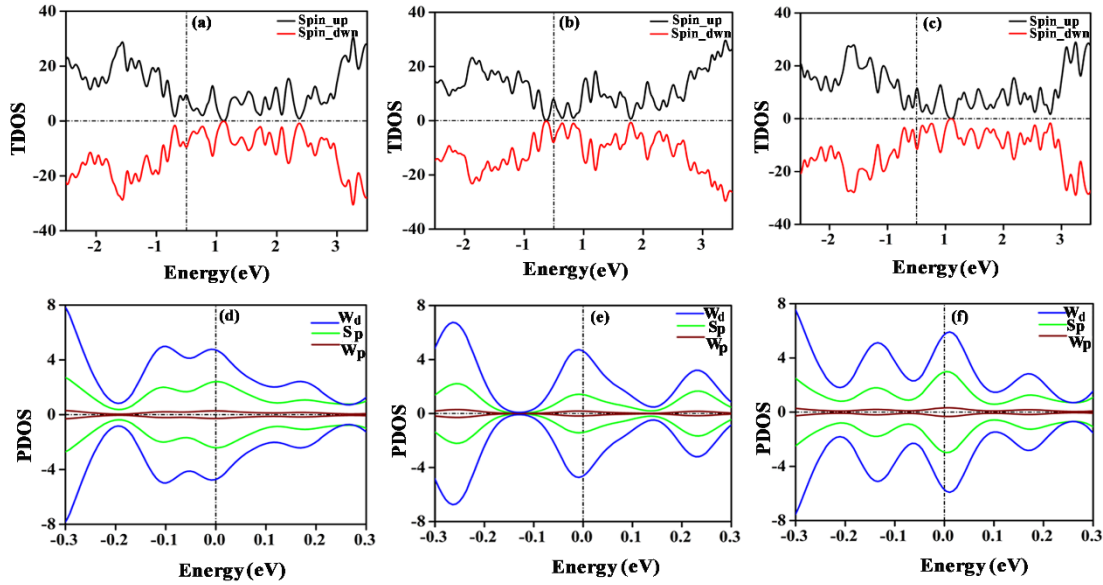 (a)
Spin_up
Spin_dwn
TDOS
40
20
0
-20
-40
-2
-1
1
2
3
Energy(eV)
(b)
Spin_up
Spin_dwn
TDOS
40
20
0
-20
-40
-2
-1
1
2
3
Energy(eV)
(c)
Spin_up
Spin_dwn
TDOS
40
20
0
-20
-40
-2
-1
1
2
3
Energy(eV)
(d)
Wd
Sp
Wp
PDOS
8
4
0
-4
-8
-0.3
-0.2
-0.1
0.0
0.1
0.2
0.3
Energy (eV)
(e)
Wd
Sp
Wp
PDOS
8
4
0
-4
-8
-0.3
-0.2
-0.1
0.0
0.1
0.2
0.3
Energy (eV)
(f)
Wd
Sp
Wp
PDOS
8
4
0
-4
-8
-0.3
-0.2
-0.1
0.0
0.1
0.2
0.3
Energy (eV)